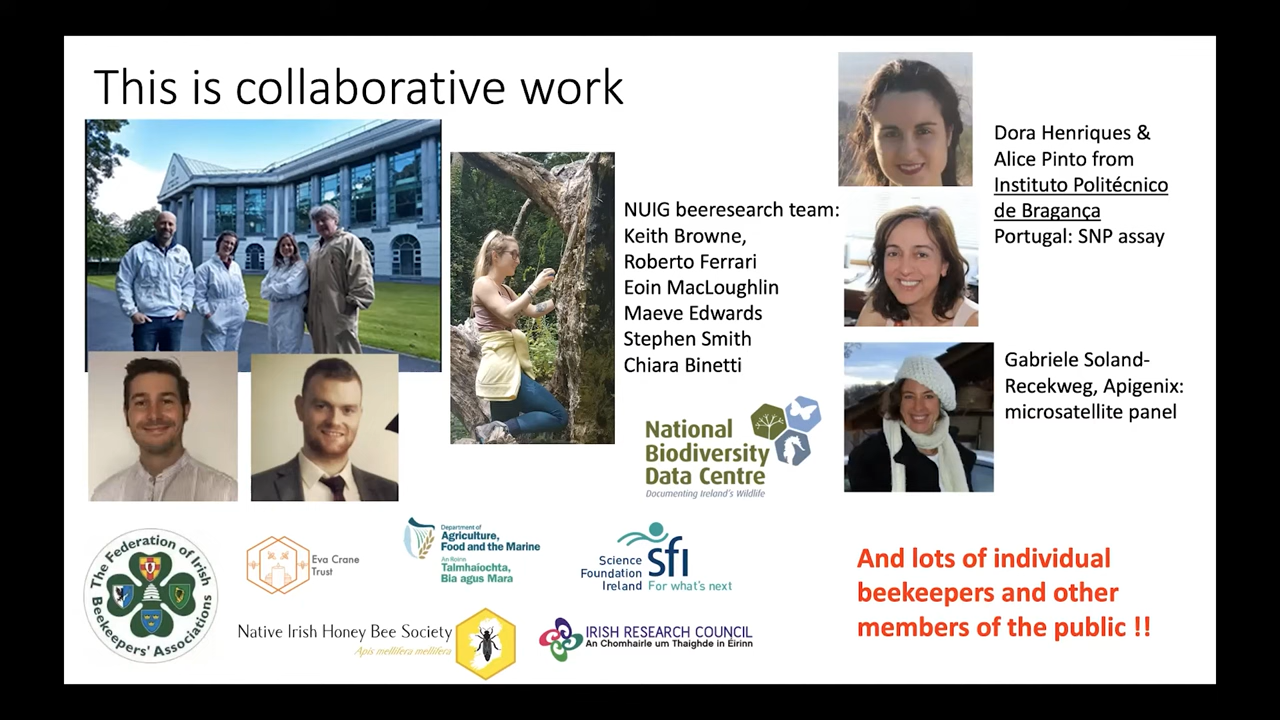 This is collaborative work
NUIG beeresearch team:
Keith Browne,
Roberto Ferrari
Eoin MacLoughlin
Maeve Edwards
Stephen Smith
Chiara Binetti
Dora Henriques &
Alice Pinto from
Instituto Politécnico
de Bragança
Portugal: SNP assay
Gabriele Soland-
Recekweg, Apigenix:
microsatellite panel
National
Biodiversity
Data Centre
Documenting Ireland's Wildlife
The Federation of Irish
Beekeepers' Associations
Eva Crane
Trust
Department of
Agriculture,
Food and the Marine
An Roinn
Talmhaíochta,
Bia agus Mara
Science
Foundation
Ireland
sfi
For what's next
Native Irish Honey Bee Society
Apis mellifera mellifera
IRISH RESEARCH COUNCIL
An Chomhairle um Thaighde in Éirinn
And lots of individual
beekeepers and other
members of the public !!